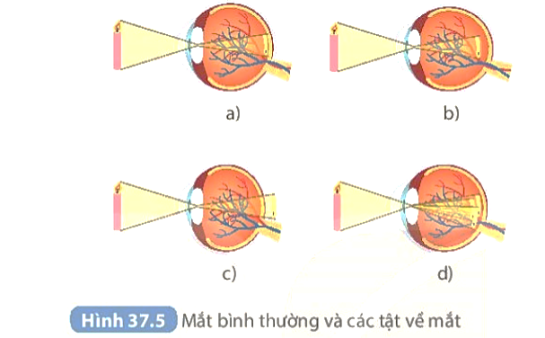 a)
b)
c)
d)
Hình 37.5 Mắt bình thường và các tật về mắt